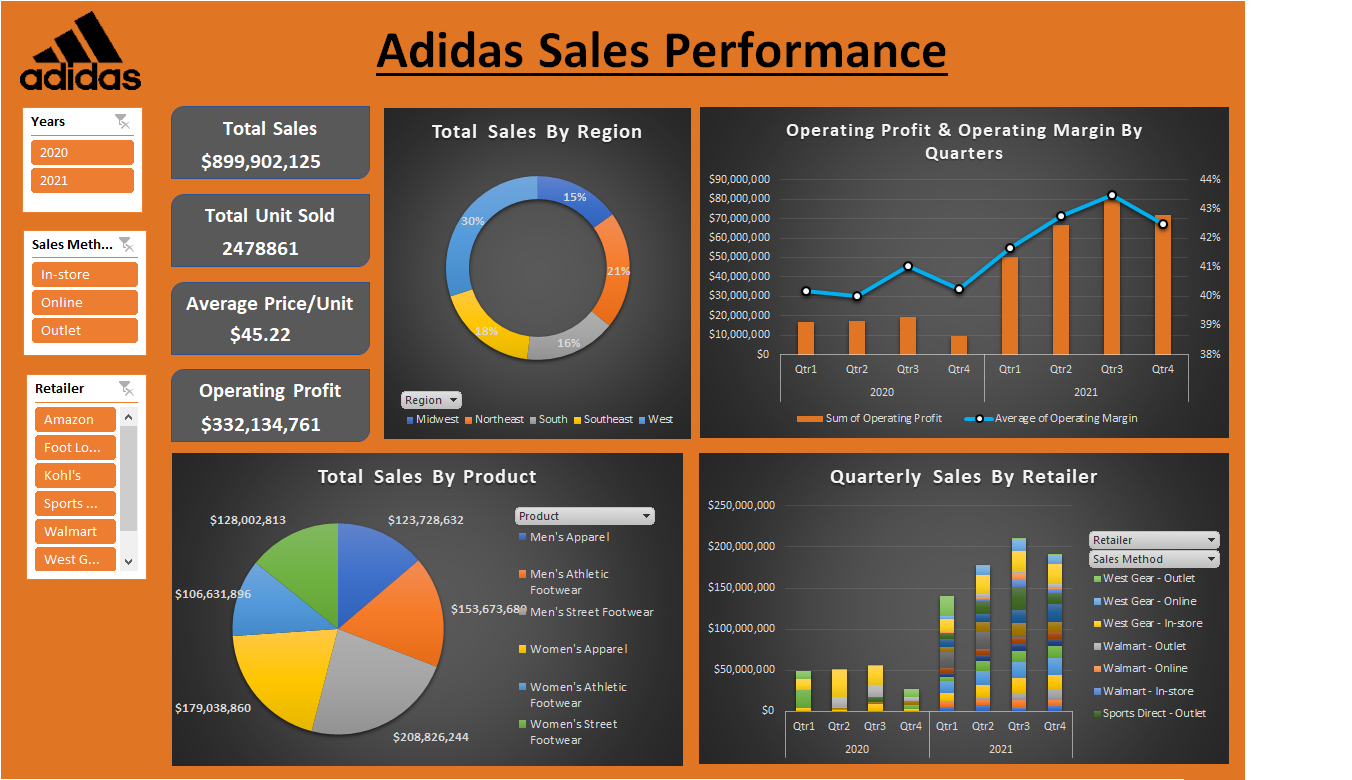 adidas
Adidas Sales Performance
Years
2020
2021
Sales Meth...
In-store
Online
Outlet
Retailer
Amazon
Foot Lo...
Kohl's
Sports ...
Walmart
West G...
Total Sales
$899,902,125
Total Unit Sold
2478861
Average Price/Unit
$45.22
Operating Profit
$332,134,761
Total Sales By Region
15%
30%
21%
18%
16%
Region
Midwest Northeast South Southeast West
Operating Profit & Operating Margin By
Quarters
$90,000,000 44%
$80,000,000 43%
$70,000,000
$60,000,000 42%
$50,000,000
$40,000,000 41%
$30,000,000 40%
$20,000,000 39%
$10,000,000
$0 38%
Qtr1 Qtr2 Qtr3 Qtr4 Qtr1 Qtr2 Qtr3 Qtr4
2020 2021
Sum of Operating Profit Average of Operating Margin
Total Sales By Product
$128,002,813 $123,728,632
$106,631,896 $153,673,680
$179,038,860
$208,826,244
Product
Men's Apparel
Men's Athletic
Footwear
Men's Street Footwear
Women's Apparel
Women's Athletic
Footwear
Women's Street
Footwear
Quarterly Sales By Retailer
$250,000,000
$200,000,000
$150,000,000
$100,000,000
$50,000,000
$0
Qtr1 Qtr2 Qtr3 Qtr4 Qtr1 Qtr2 Qtr3 Qtr4
2020 2021
Retailer
Sales Method
West Gear - Outlet
West Gear - Online
West Gear - In-store
Walmart - Outlet
Walmart - Online
Walmart - In-store
Sports Direct - Outlet